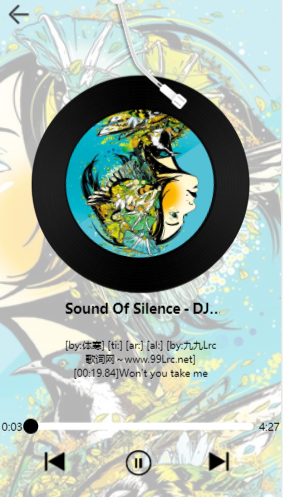 Sound Of Silence - DJ..
[by:体塞] [ti:] [ar:] [al:] [by:九九Lrc
歌词网～www.99Lrc.net]
[00:19.84]Won't you take me
0:03
4:27